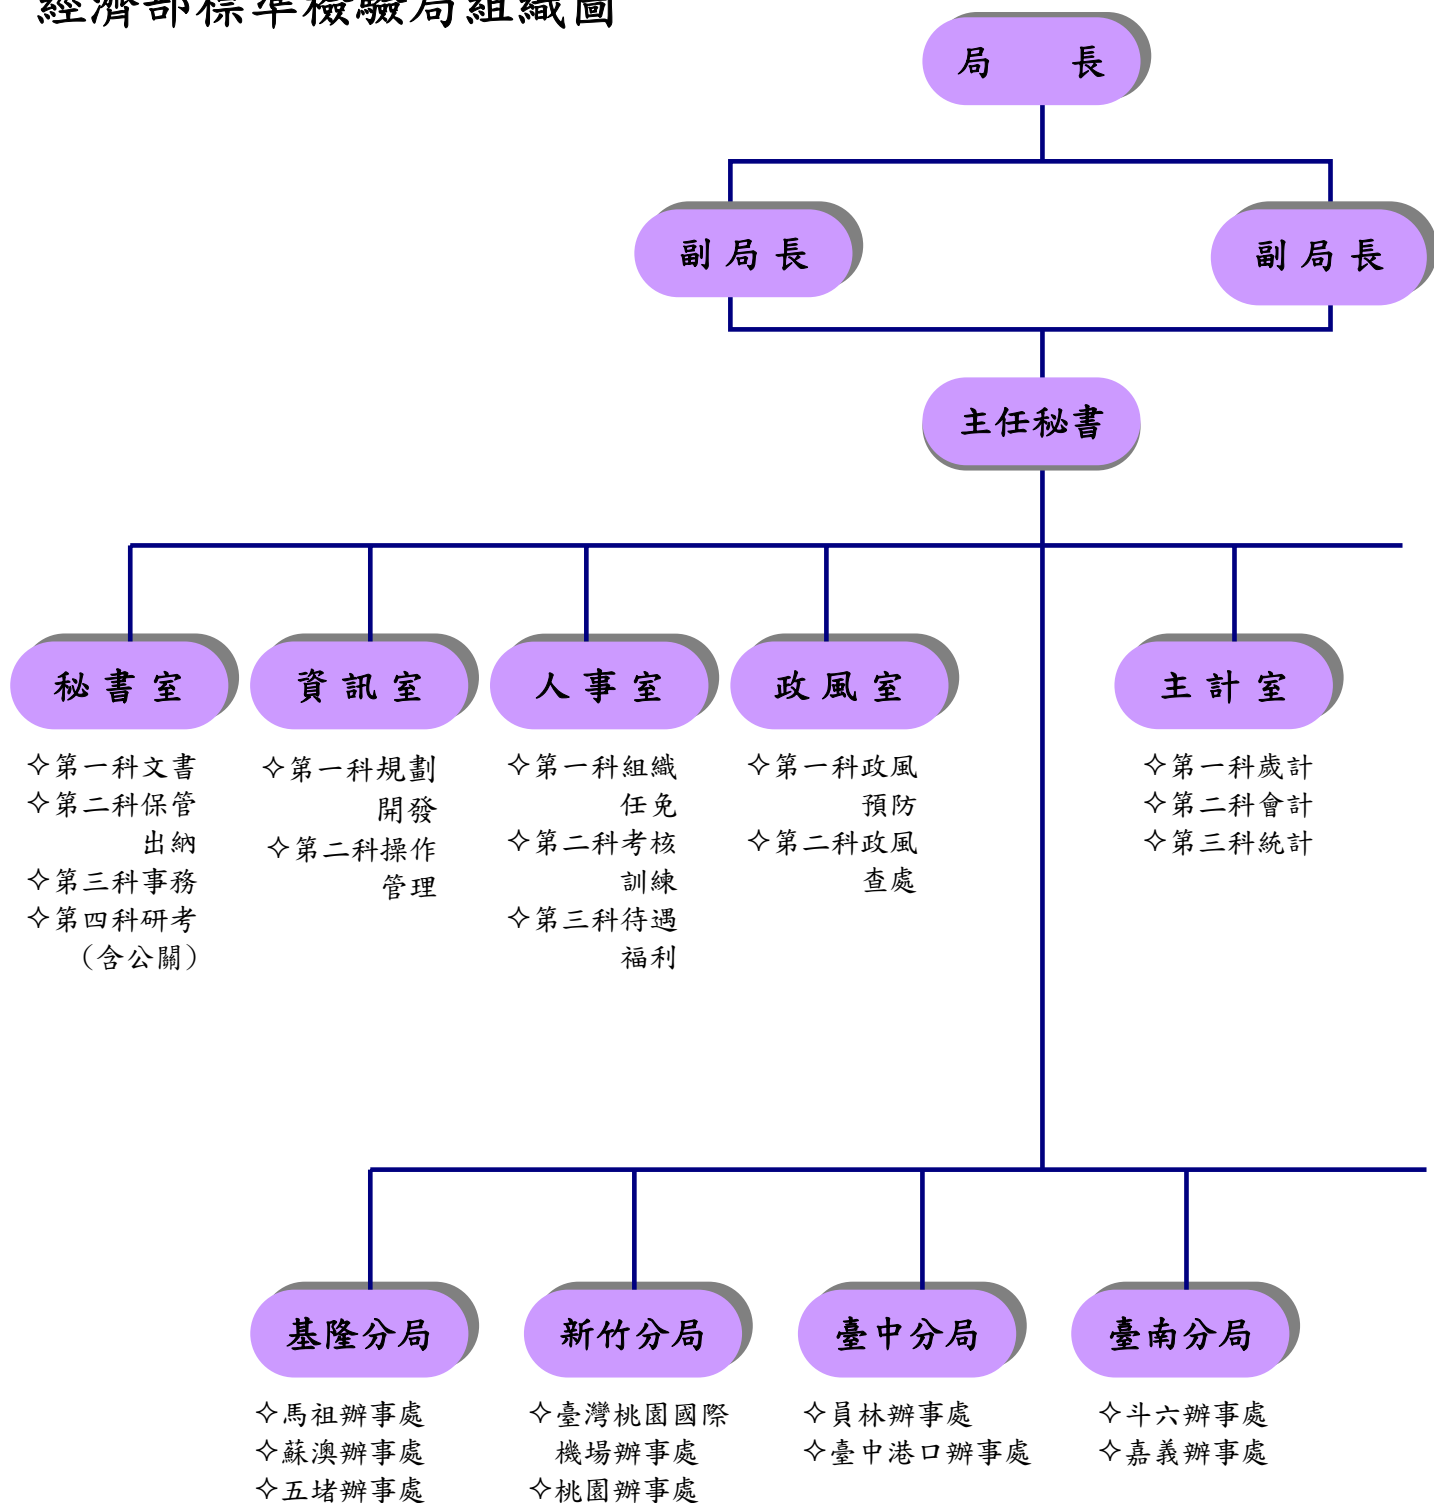 經濟部標準檢驗局組織圖
局 長
副局長
副局長
主任秘書
秘書室
✧第一科文書
✧第二科保管
出納
✧第三科事務
✧第四科研考
（含公關）
資訊室
✧第一科規劃
開發
✧第二科操作
管理
人事室
✧第一科組織
任免
✧第二科考核
訓練
✧第三科待遇
福利
政風室
✧第一科政風
預防
✧第二科政風
查處
主計室
✧第一科歲計
✧第二科會計
✧第三科統計
基隆分局
✧馬祖辦事處
✧蘇澳辦事處
✧五堵辦事處
新竹分局
✧臺灣桃園國際
機場辦事處
✧桃園辦事處
臺中分局
✧員林辦事處
✧臺中港口辦事處
臺南分局
✧斗六辦事處
✧嘉義辦事處